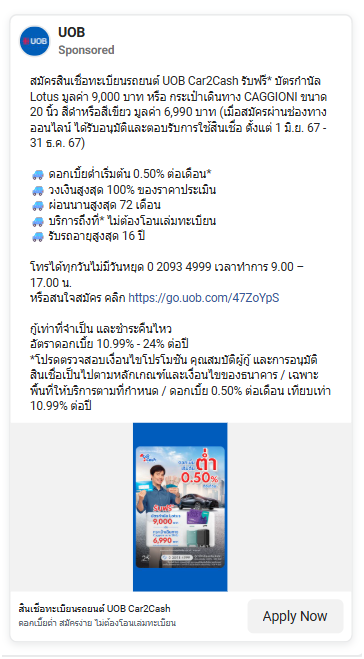 UOB
UOB
Sponsored
สมัครสินเชื่อทะเบียนรถยนต์ UOB Car2Cash รับฟรี* บัตรกำนัล
Lotus มูลค่า 9,000 บาท หรือ กระเป๋าเดินทาง CAGGIONI ขนาด
20 นิ้ว สีดำหรือสีเขียว มูลค่า 6,990 บาท (เมื่อสมัครผ่านช่องทาง
ออนไลน์ ได้รับอนุมัติและตอบรับการใช้สินเชื่อ ตั้งแต่ 1 มิ.ย. 67 -
31 ธ.ค. 67)
🚙 ดอกเบี้ยต่ำเริ่มต้น 0.50% ต่อเดือน*
🚙 วงเงินสูงสุด 100% ของราคาประเมิน
🚙 ผ่อนนานสูงสุด 72 เดือน
🚙 บริการถึงที่* ไม่ต้องโอนเล่มทะเบียน
🚙 รับรถอายุสูงสุด 16 ปี
โทรได้ทุกวันไม่มีวันหยุด 0 2093 4999 เวลาทำการ 9.00 –
17.00 น.
หรือสนใจสมัคร คลิก https://go.uob.com/47ZoYpS
กู้เท่าที่จำเป็น และชำระคืนไหว
อัตราดอกเบี้ย 10.99% - 24% ต่อปี
*โปรดตรวจสอบเงื่อนไขโปรโมชัน คุณสมบัติผู้กู้ และการอนุมัติ
สินเชื่อเป็นไปตามหลักเกณฑ์และเงื่อนไขของธนาคาร / เฉพาะ
พื้นที่ให้บริการตามที่กำหนด / ดอกเบี้ย 0.50% ต่อเดือน เทียบเท่า
10.99% ต่อปี
ต่ำ
0.50%
รับฟรี
9,000
6,990
สินเชื่อทะเบียนรถยนต์ UOB Car2Cash
ดอกเบี้ยต่ำ สมัครง่าย ไม่ต้องโอนเล่มทะเบียน
Apply Now